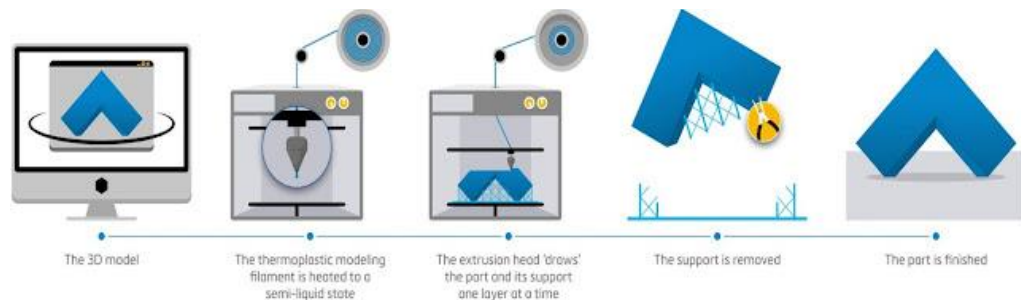 The 3D model
The thermoplastic modeling
filament is heated to a
semi-liquid state
The extrusion head 'draws'
the part and its support
one layer at a time
The support is removed
The part is finished